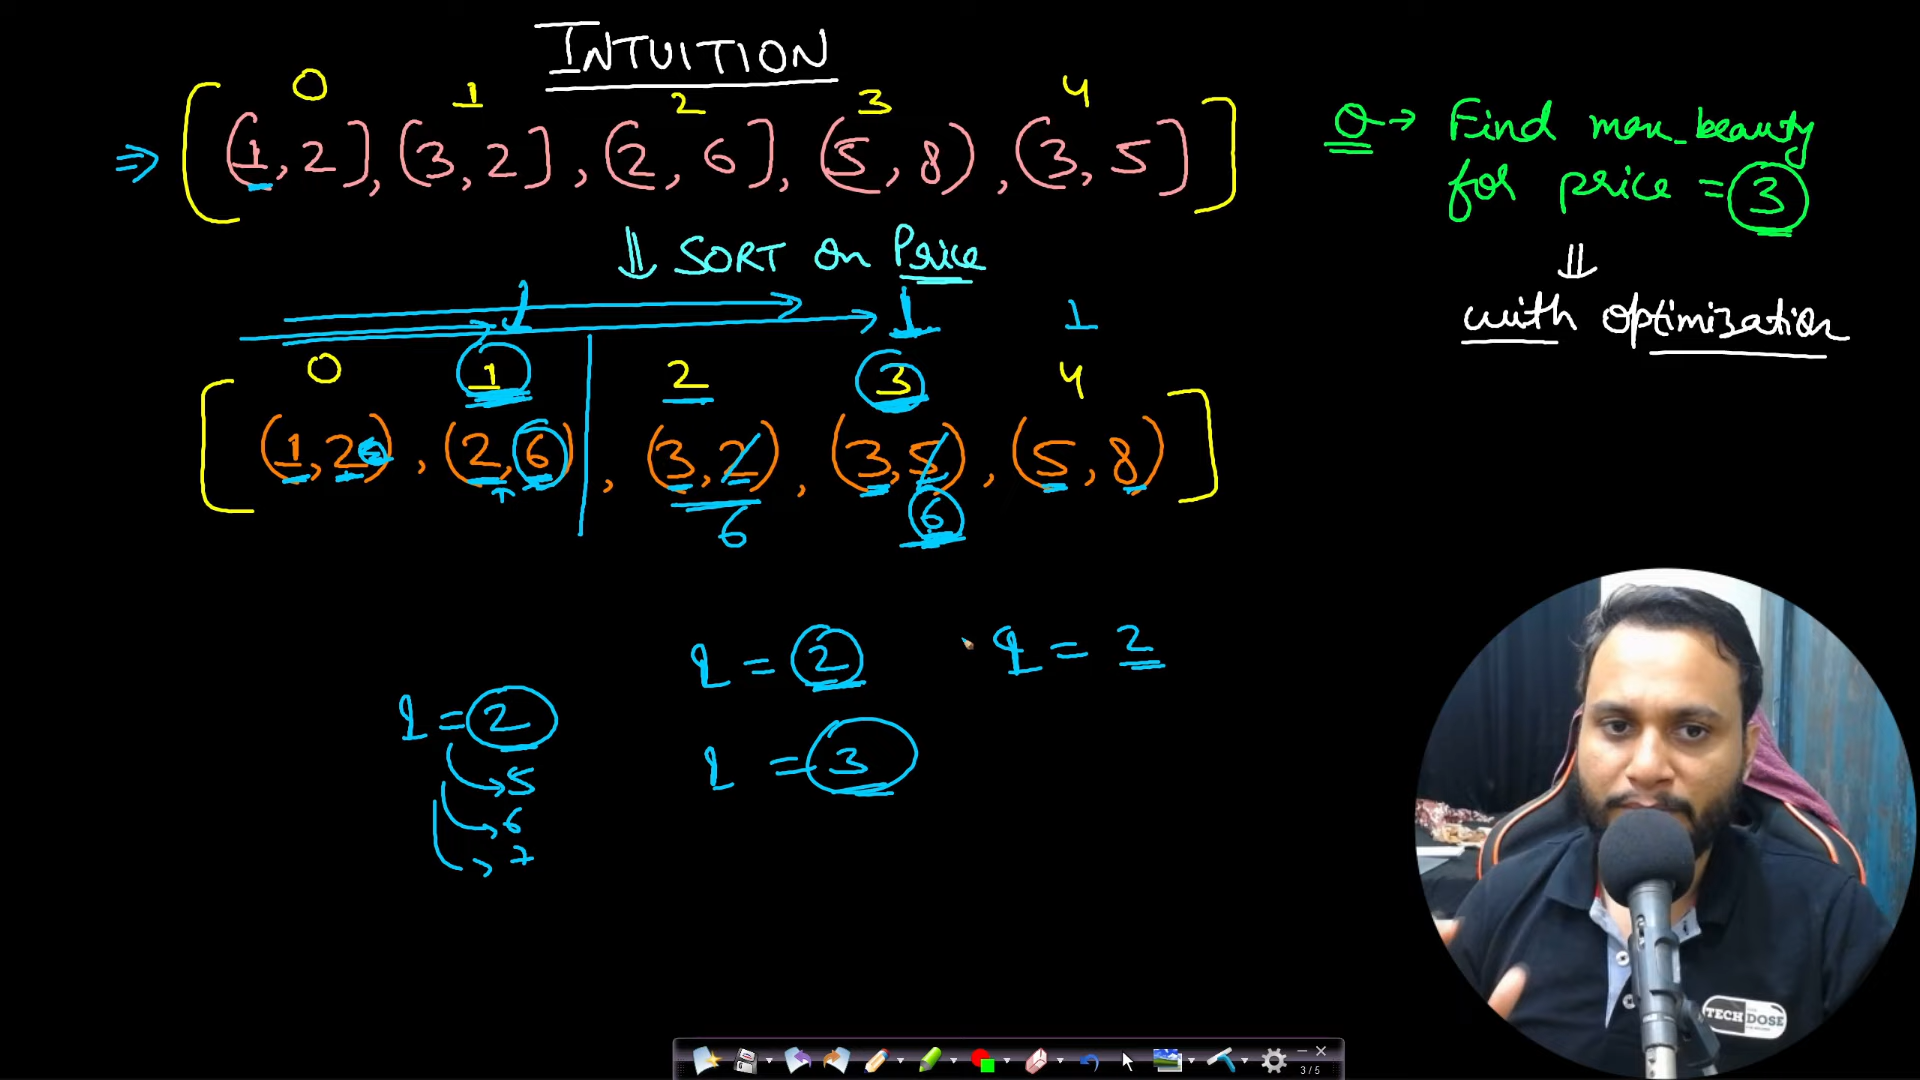 INTUITION
0 1 2 3 4
⇒ [(1, 2], (3, 2], (2, 6], (5, 8), (3, 5]]
Q → Find max_beauty
for price = 3
⇓
with optimization
⇓ SORT on Price
0 1 2 3 4
[(1, 2), (2, 6), (3, 2), (3, 5), (5, 8)]
6 6
q = 2 q = 2
q = 2
q = 3
→ 5
→ 6
→ 7
TECH DOSE
3 / 5